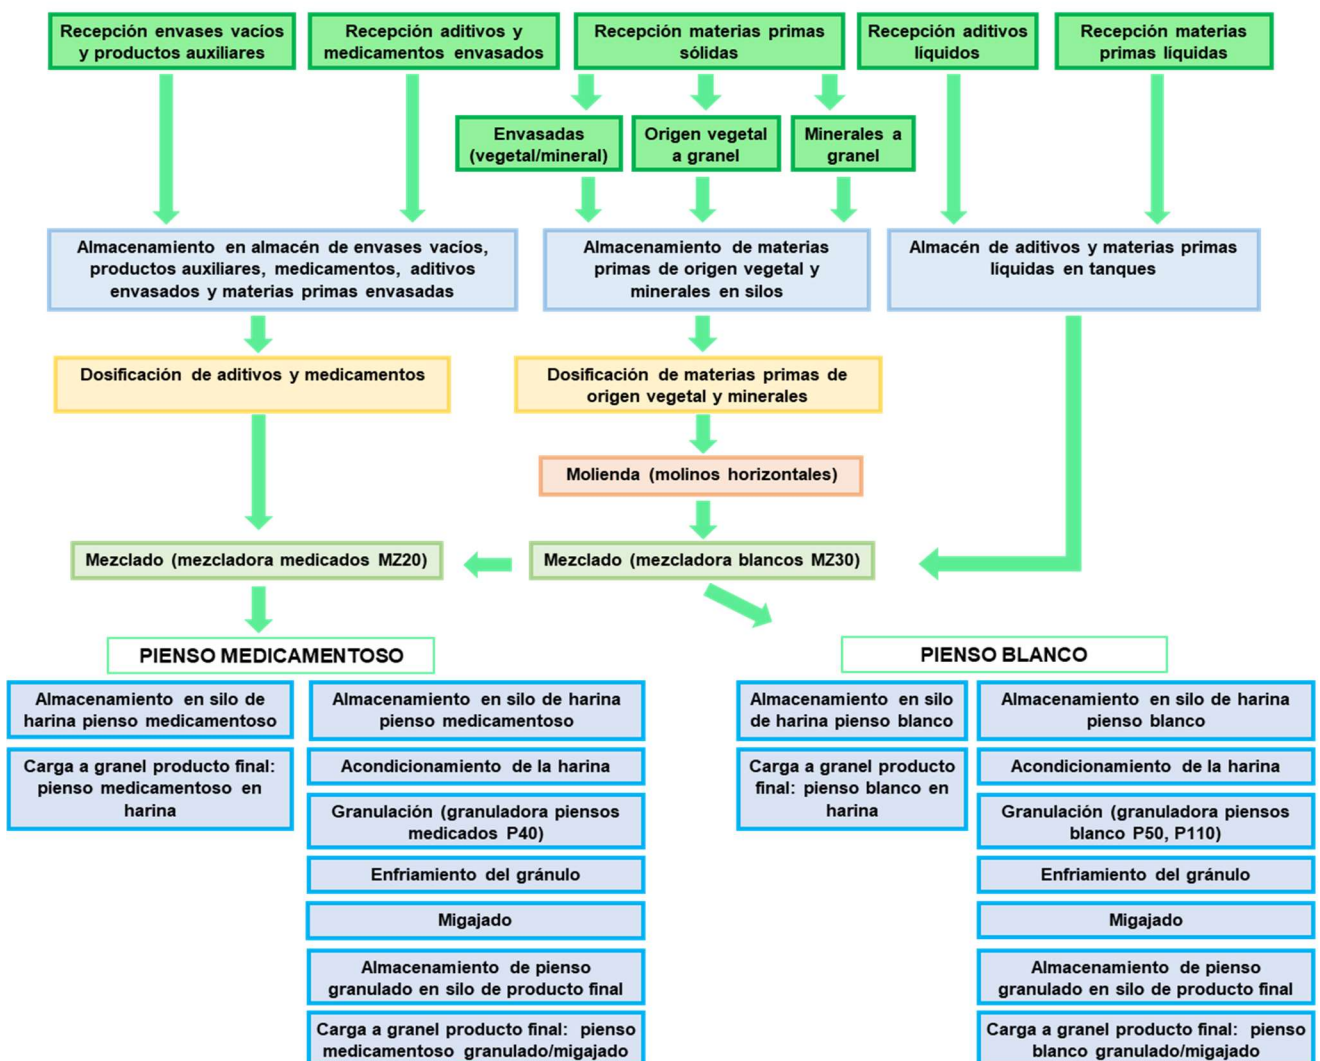 Recepción envases vacíos
y productos auxiliares
Recepción aditivos y
medicamentos envasados
Recepción materias primas
sólidas
Recepción aditivos
líquidos
Recepción materias
primas líquidas
Envasadas
(vegetal/mineral)
Origen vegetal
a granel
Minerales a
granel
Almacenamiento en almacén de envases vacíos,
productos auxiliares, medicamentos, aditivos
envasados y materias primas envasadas
Almacenamiento de materias
primas de origen vegetal y
minerales en silos
Almacén de aditivos y materias primas
líquidas en tanques
Dosificación de aditivos y medicamentos
Dosificación de materias primas de
origen vegetal y minerales
Molienda (molinos horizontales)
Mezclado (mezcladora medicados MZ20)
Mezclado (mezcladora blancos MZ30)
PIENSO MEDICAMENTOSO
PIENSO BLANCO
Almacenamiento en silo de
harina pienso medicamentoso
Carga a granel producto final:
pienso medicamentoso en
harina
Almacenamiento en silo de harina
pienso medicamentoso
Acondicionamiento de la harina
Granulación (granuladora piensos
medicados P40)
Enfriamiento del gránulo
Migajado
Almacenamiento de pienso
granulado en silo de producto final
Carga a granel producto final: pienso
medicamentoso granulado/migajado
Almacenamiento en silo
de harina pienso blanco
Carga a granel producto
final: pienso blanco en
harina
Almacenamiento en silo de harina
pienso blanco
Acondicionamiento de la harina
Granulación (granuladora piensos
blanco P50, P110)
Enfriamiento del gránulo
Migajado
Almacenamiento de pienso
granulado en silo de producto final
Carga a granel producto final: pienso
blanco granulado/migajado